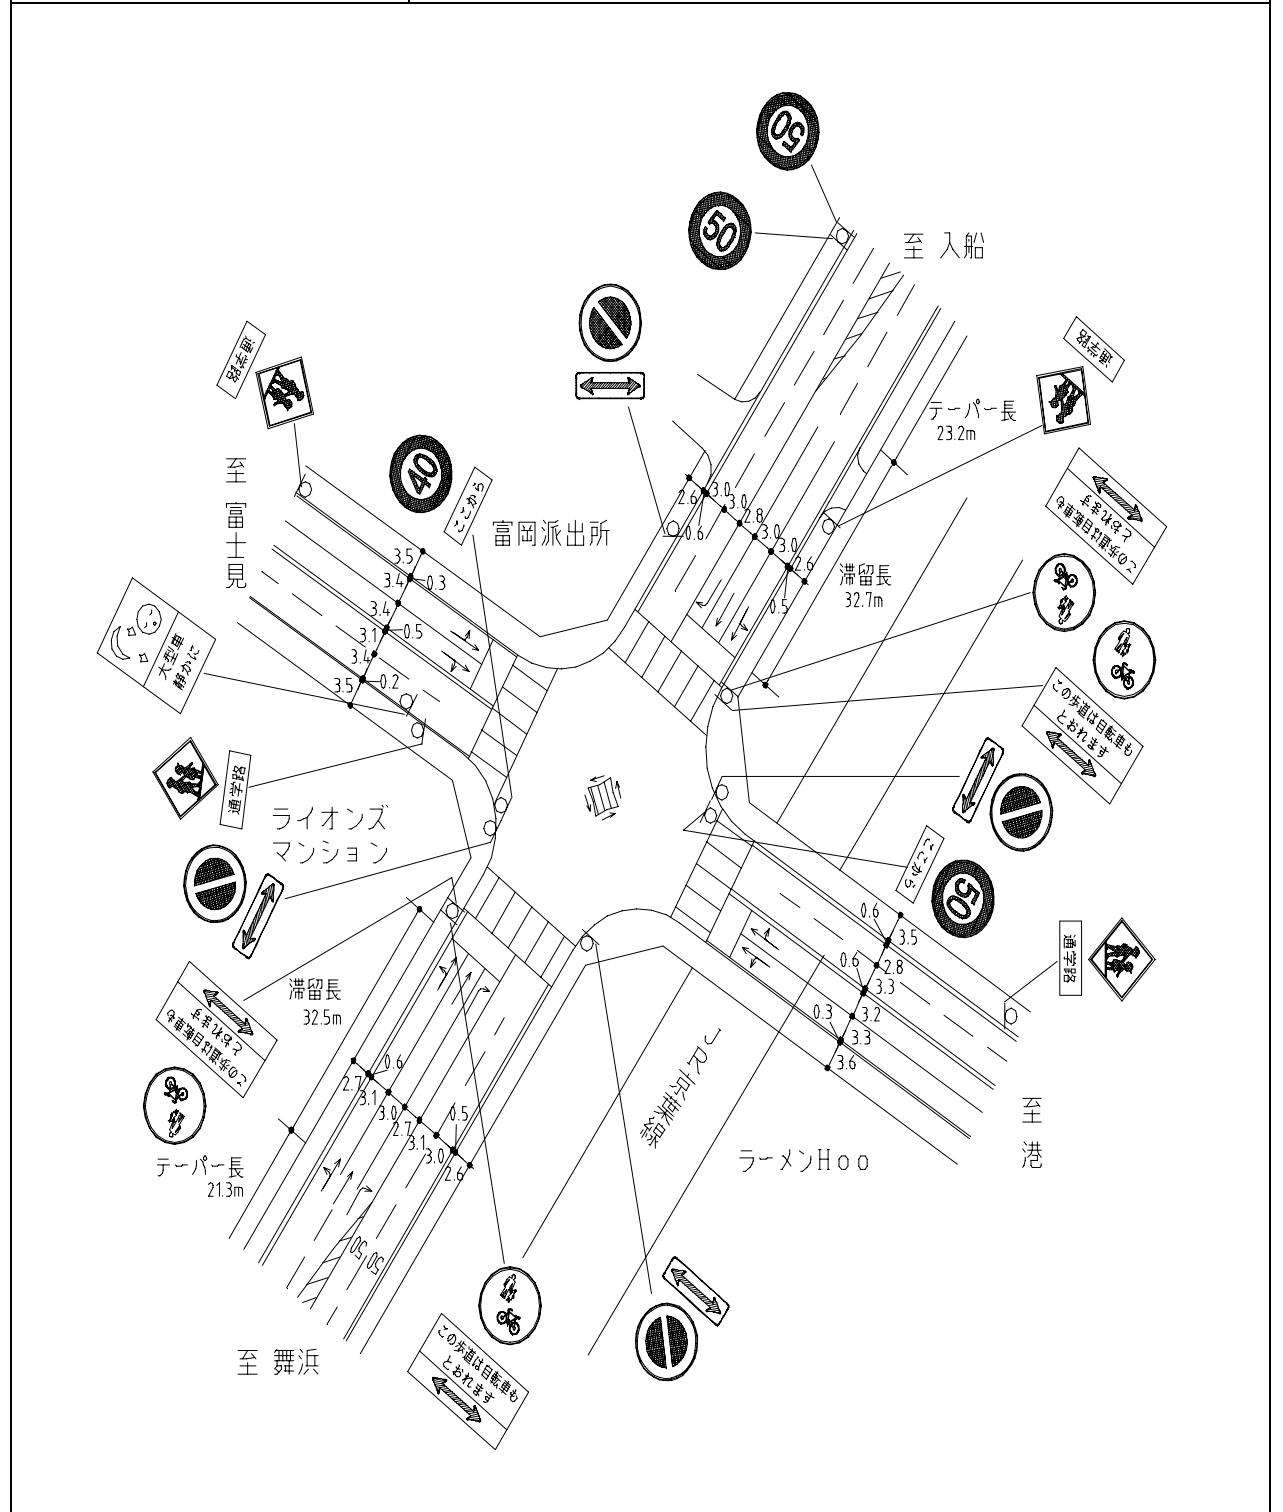 50
50
至 入船
通学路
通学路
テーパー長
23.2m
40
ここから
富岡派出所
至
富
士
見
この歩道は自転車も
とおれます
2.6
3.0
3.0
2.8
3.0
3.0
2.6
0.6
0.5
滞留長
32.7m
3.5
3.4
0.3
3.4
3.1
0.5
3.4
3.5
0.2
大型車
静かに
この歩道は自転車も
とおれます
通学路
ライオンズ
マンション
ここから
50
0.6
3.5
2.8
0.6
3.3
3.2
0.3
3.3
3.6
通学路
滞留長
32.5m
この歩道は自転車も
とおれます
0.6
2.7
3.1
3.0
2.7
3.1
3.0
0.5
2.6
JR京葉線
至
港
ラーメンHoo
テーパー長
21.3m
50
50
至 舞浜
この歩道は自転車も
とおれます